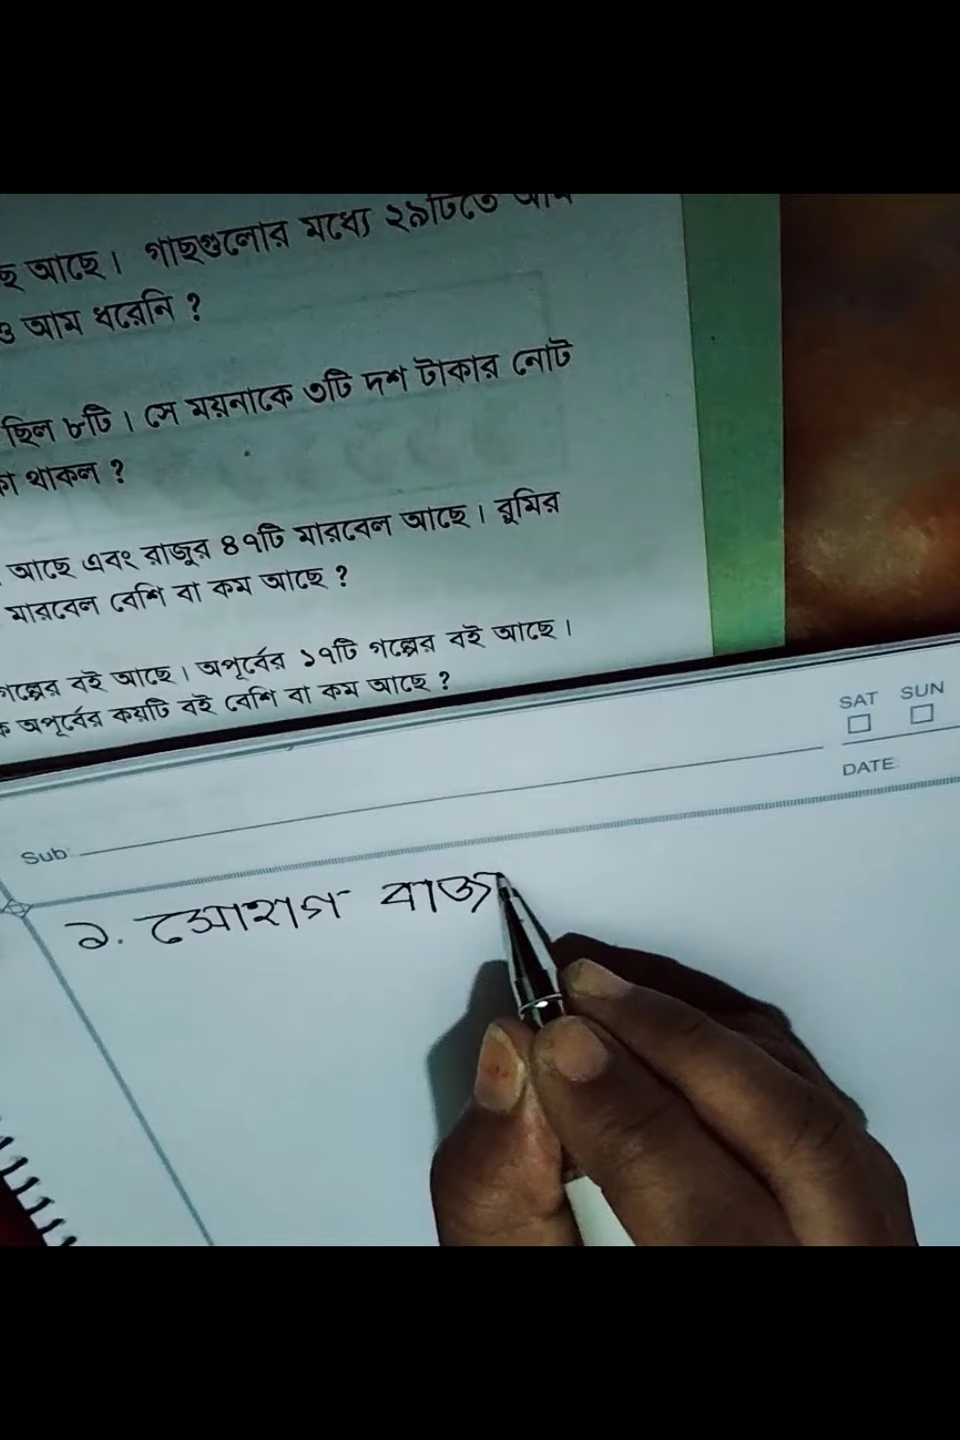 ছ আছে। গাছগুলোর মধ্যে ২৯টিতে আম
ও আম ধরেনি ?
ছিল ৮টি। সে ময়নাকে ৩টি দশ টাকার নোট
থাকল ?
আছে এবং রাজুর ৪৭টি মারবেল আছে। রুমির
মারবেল বেশি বা কম আছে ?
গল্পের বই আছে। অপূর্বের ১৭টি গল্পের বই আছে।
অপূর্বের কয়টি বই বেশি বা কম আছে ?
SAT SUN
DATE
Sub:
১. সোহাগ বাজা